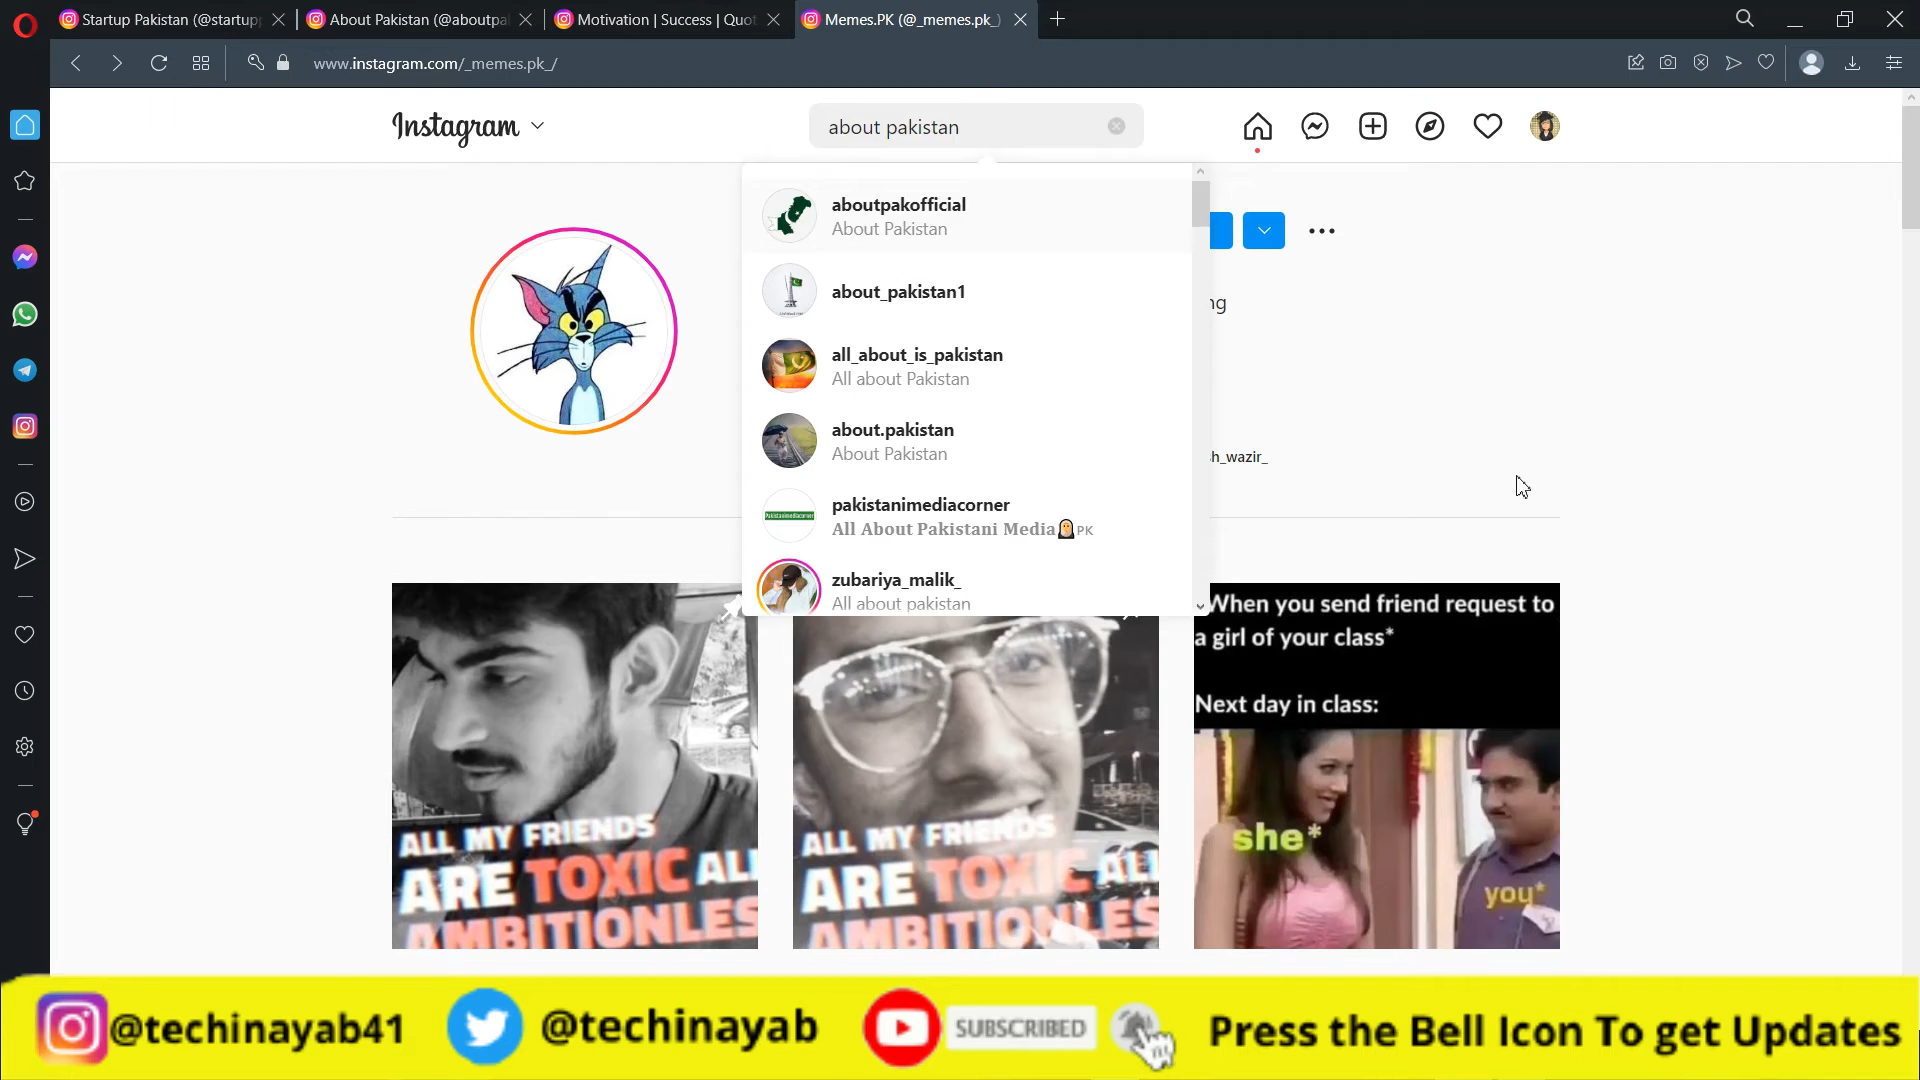 Startup Pakistan (@startup
About Pakistan (@aboutpa
Motivation | Success | Quo
Memes.PK (@_memes.pk_)
www.instagram.com/_memes.pk_/
Instagram
about pakistan
aboutpakofficial
About Pakistan
about_pakistan1
all_about_is_pakistan
All about Pakistan
about.pakistan
About Pakistan
Pakistanimediacorner
pakistanimediacorner
All About Pakistani Media PK
zubariya_malik_
All about pakistan
ng
sh_wazir_
ALL MY FRIENDS
ARE TOXIC ALL
AMBITIONLES
ALL MY FRIENDS
ARE TOXIC ALL
AMBITIONLES
When you send friend request to
a girl of your class*
Next day in class:
she*
you*
@techinayab41
@techinayab
SUBSCRIBED
Press the Bell Icon To get Updates